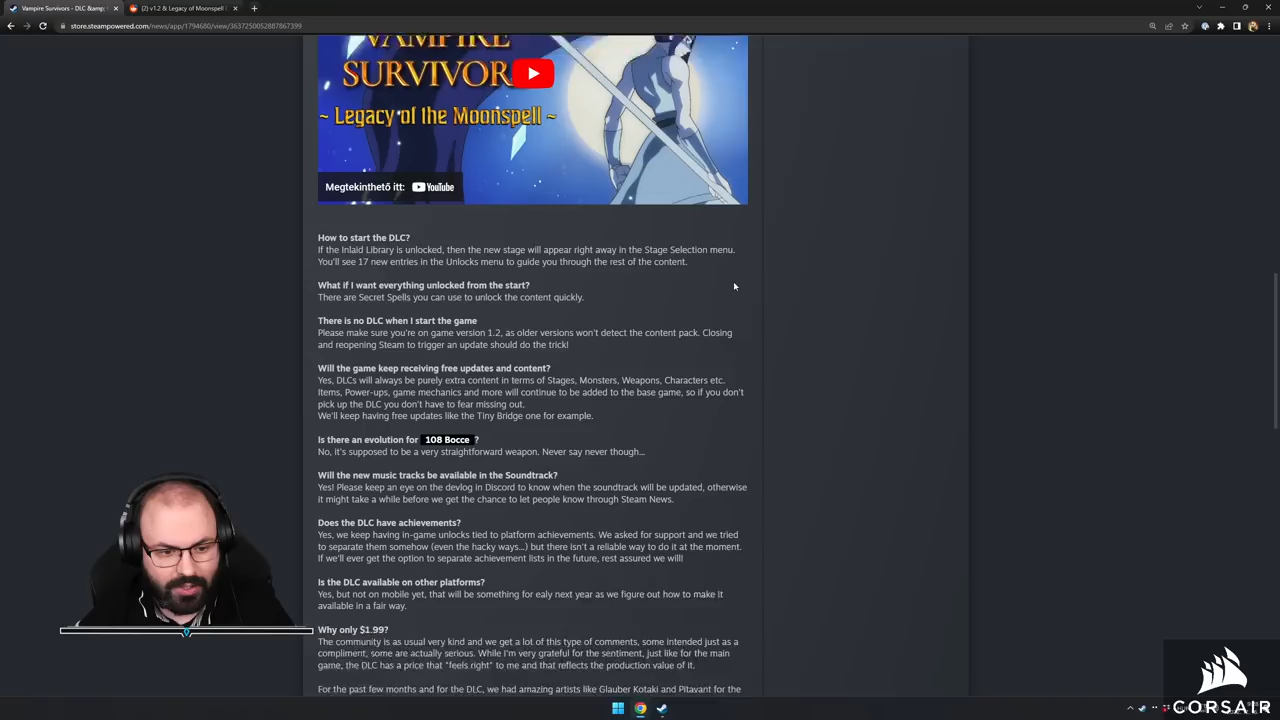 Vampire Survivors - DLC &amp;
(2) v1.2 & Legacy of Moonspell
store.steampowered.com/news/app/1794680/view/3637250052887867399
VAMPIRE
SURVIVOR
~ Legacy of the Moonspell ~
Megtekinthető itt: YouTube
How to start the DLC?
If the Inlaid Library is unlocked, then the new stage will appear right away in the Stage Selection menu.
You'll see 17 new entries in the Unlocks menu to guide you through the rest of the content.
What if I want everything unlocked from the start?
There are Secret Spells you can use to unlock the content quickly.
There is no DLC when I start the game
Please make sure you're on game version 1.2, as older versions won't detect the content pack. Closing
and reopening Steam to trigger an update should do the trick!
Will the game keep receiving free updates and content?
Yes, DLCs will always be purely extra content in terms of Stages, Monsters, Weapons, Characters etc.
Items, Power-ups, game mechanics and more will continue to be added to the base game, so if you don't
pick up the DLC you don't have to fear missing out.
We'll keep having free updates like the Tiny Bridge one for example.
Is there an evolution for 108 Bocce ?
No, it's supposed to be a very straightforward weapon. Never say never though...
Will the new music tracks be available in the Soundtrack?
Yes! Please keep an eye on the devlog in Discord to know when the soundtrack will be updated, otherwise
it might take a while before we get the chance to let people know through Steam News.
Does the DLC have achievements?
Yes, we keep having in-game unlocks tied to platform achievements. We asked for support and we tried
to separate them somehow (even the hacky ways...) but there isn't a reliable way to do it at the moment.
If we'll ever get the option to separate achievement lists in the future, rest assured we will!
Is the DLC available on other platforms?
Yes, but not on mobile yet, that will be something for ealy next year as we figure out how to make it
available in a fair way.
Why only $1.99?
The community is as usual very kind and we get a lot of this type of comments, some intended just as a
compliment, some are actually serious. While I'm very grateful for the sentiment, just like for the main
game, the DLC has a price that "feels right" to me and that reflects the production value of it.
For the past few months and for the DLC, we had amazing artists like Glauber Kotaki and Pitavant for the
CORSAIR